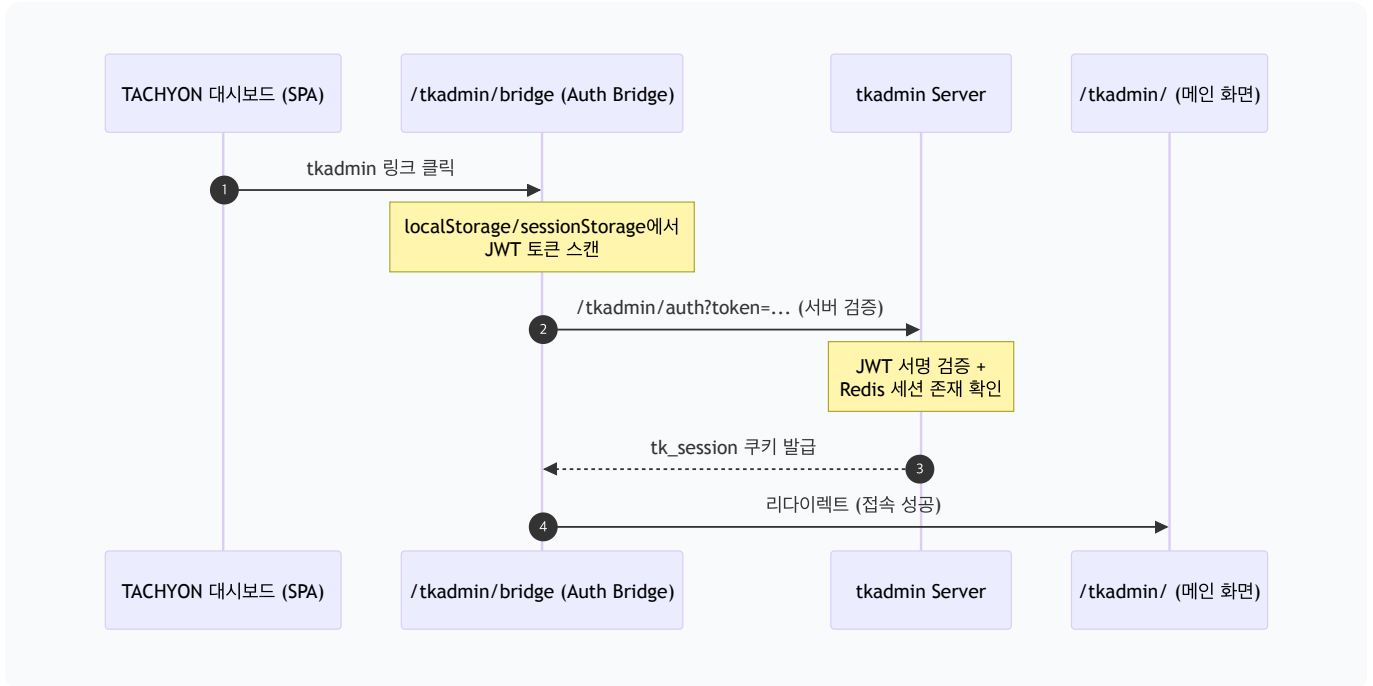 TACHYON 대시보드 (SPA)
/tkadmin/bridge (Auth Bridge)
tkadmin Server
/tkadmin/ (메인 화면)
tkadmin 링크 클릭
1
localStorage/sessionStorage에서
JWT 토큰 스캔
/tkadmin/auth?token=... (서버 검증)
2
JWT 서명 검증 +
Redis 세션 존재 확인
tk_session 쿠키 발급
3
리다이렉트 (접속 성공)
4
TACHYON 대시보드 (SPA)
/tkadmin/bridge (Auth Bridge)
tkadmin Server
/tkadmin/ (메인 화면)